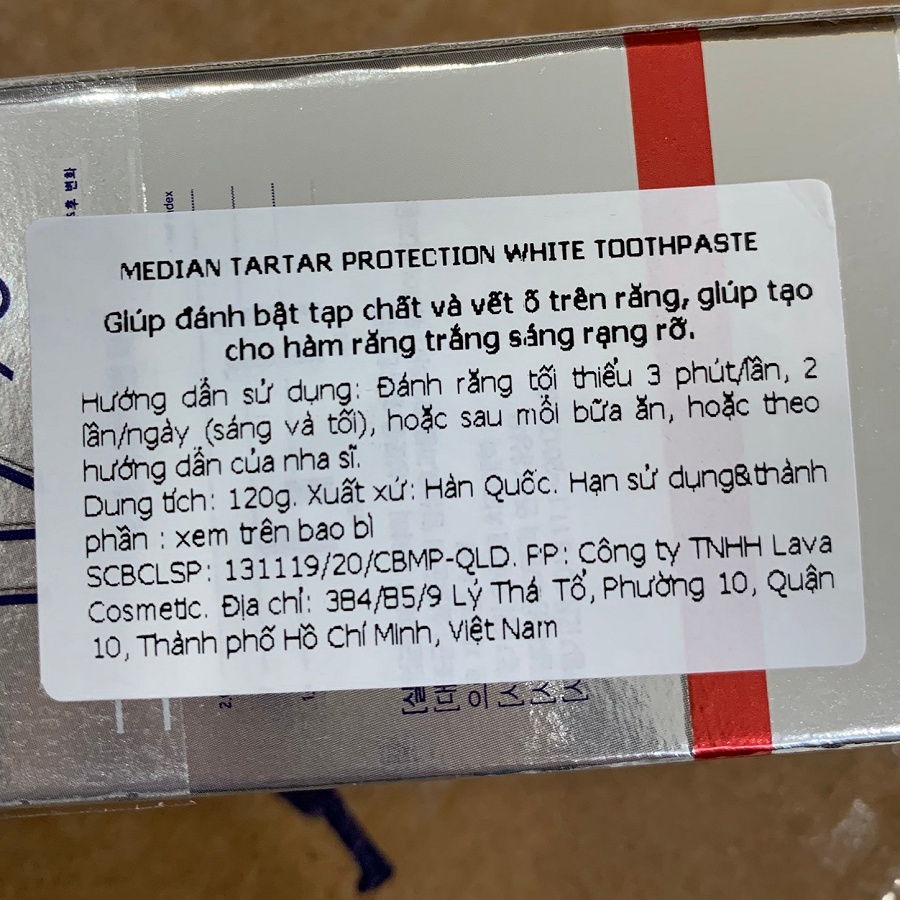 MEDIAN TARTAR PROTECTION WHITE TOOTHPASTE
Giúp đánh bật tạp chất và vết ố trên răng, giúp tạo
cho hàm răng trắng sáng rạng rỡ.
Hướng dẫn sử dụng: Đánh răng tối thiểu 3 phút/lần, 2
lần/ngày (sáng và tối), hoặc sau mỗi bữa ăn, hoặc theo
hướng dẫn của nha sĩ.
Dung tích: 120g. Xuất xứ: Hàn Quốc. Hạn sử dụng&thành
phần : xem trên bao bì
SCBCLSP: 131119/20/CBMP-QLD. PP: Công ty TNHH Lava
Cosmetic. Địa chỉ: 384/85/9 Lý Thá Tổ, Phường 10, Quận
10, Thành phố Hồ Chí Minh, Việt Nam
후 변화